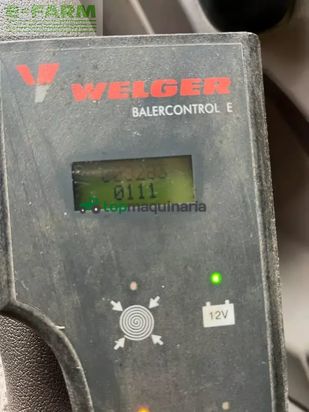 E-FARM
WELGER
BALERCONTROL E
0111
topmaquinaria
12V